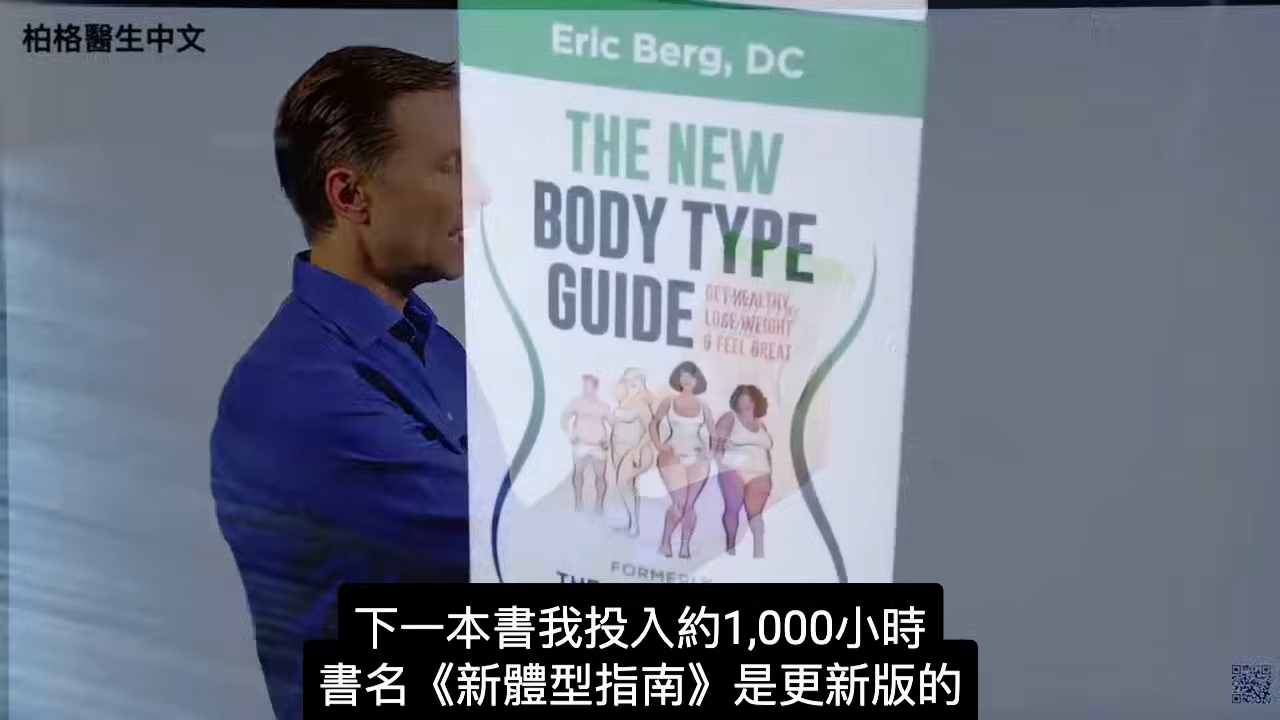 柏格醫生中文
Eric Berg, DC
THE NEW
BODY TYPE
GUIDE
GET HEALTHY,
LOSE WEIGHT
& FEEL GREAT
FORMERLY
下一本書我投入約1,000小時
書名《新體型指南》是更新版的